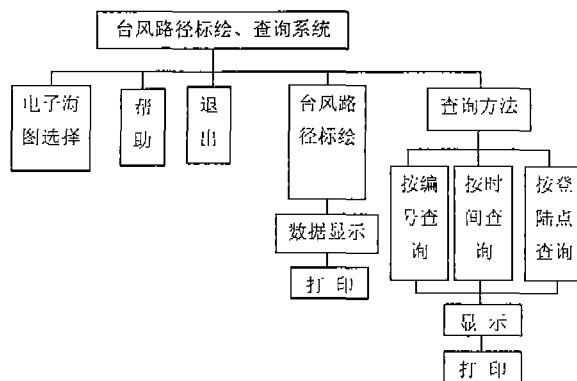 台风路径标绘、查询系统
电子海
图选择
帮
助
退
出
台风路
径标绘
查询方法
按编
号查
询
按时
间查
询
按登
陆点
查询
数据显示
打 印
显 示
打 印